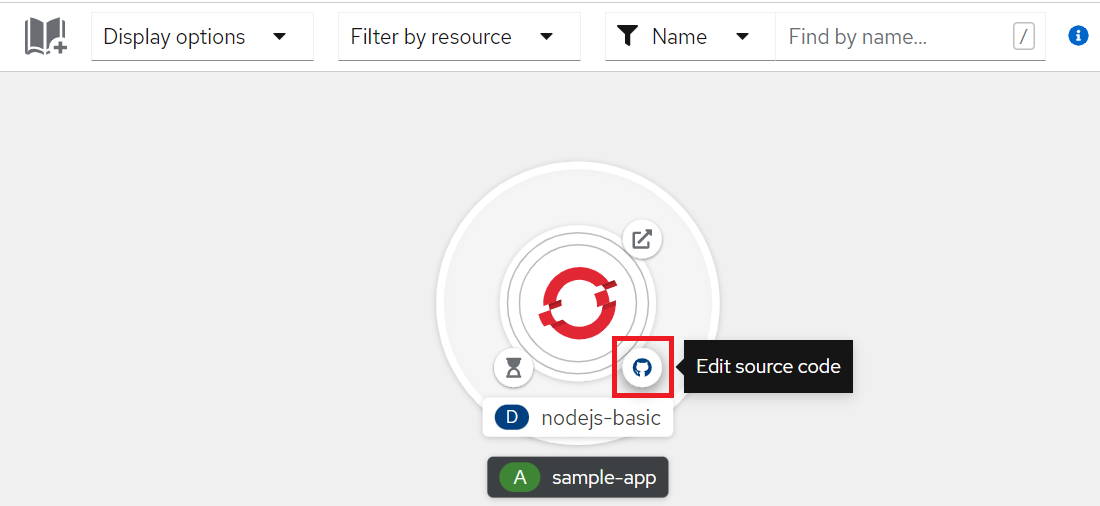 Display options
Filter by resource
Name
Find by name...
/
i
Edit source code
D nodejs-basic
A sample-app